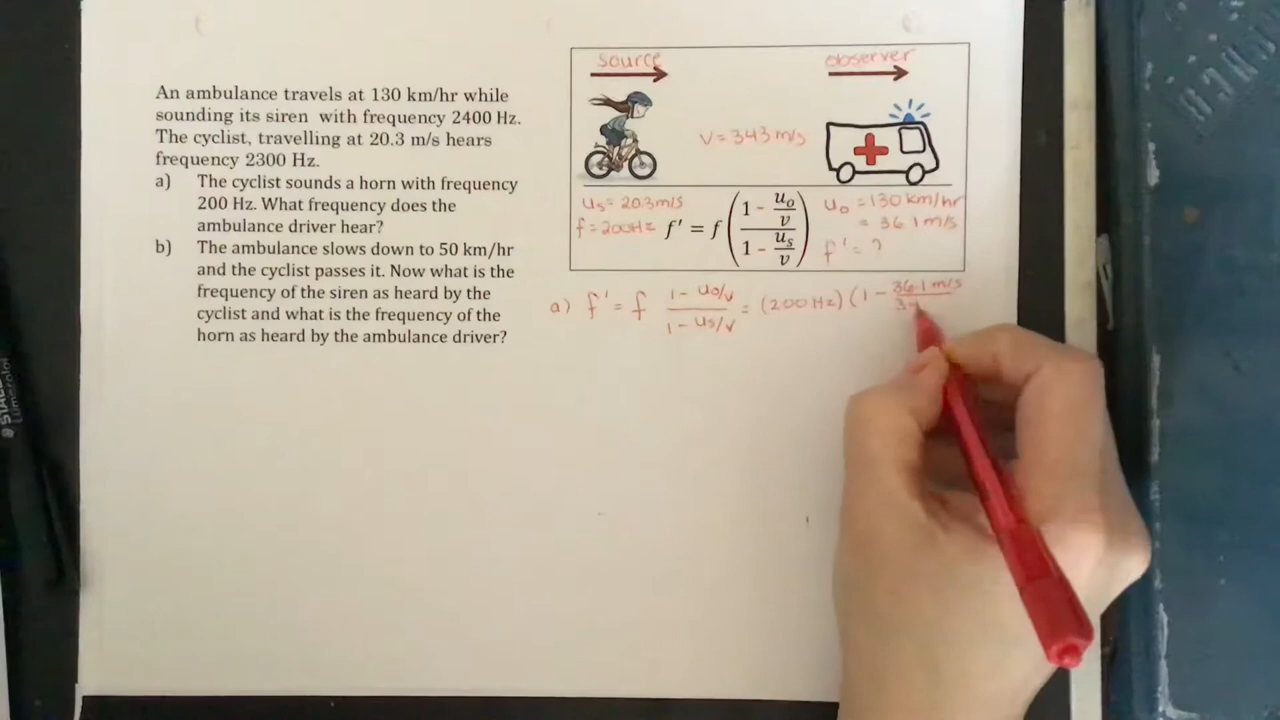 An ambulance travels at 130 km/hr while
sounding its siren with frequency 2400 Hz.
The cyclist, travelling at 20.3 m/s hears
frequency 2300 Hz.
a) The cyclist sounds a horn with frequency
200 Hz. What frequency does the
ambulance driver hear?
b) The ambulance slows down to 50 km/hr
and the cyclist passes it. Now what is the
frequency of the siren as heard by the
cyclist and what is the frequency of the
horn as heard by the ambulance driver?
source
observer
v = 343 m/s
us = 20.3 m/s
f = 200 Hz
f' = f ( (1 - uo/v) / (1 - us/v) )
uo = 130 km/hr
= 36.1 m/s
f' = ?
a) f' = f (1 - uo/v) / (1 - us/v) = (200 Hz) (1 - 36.1 m/s